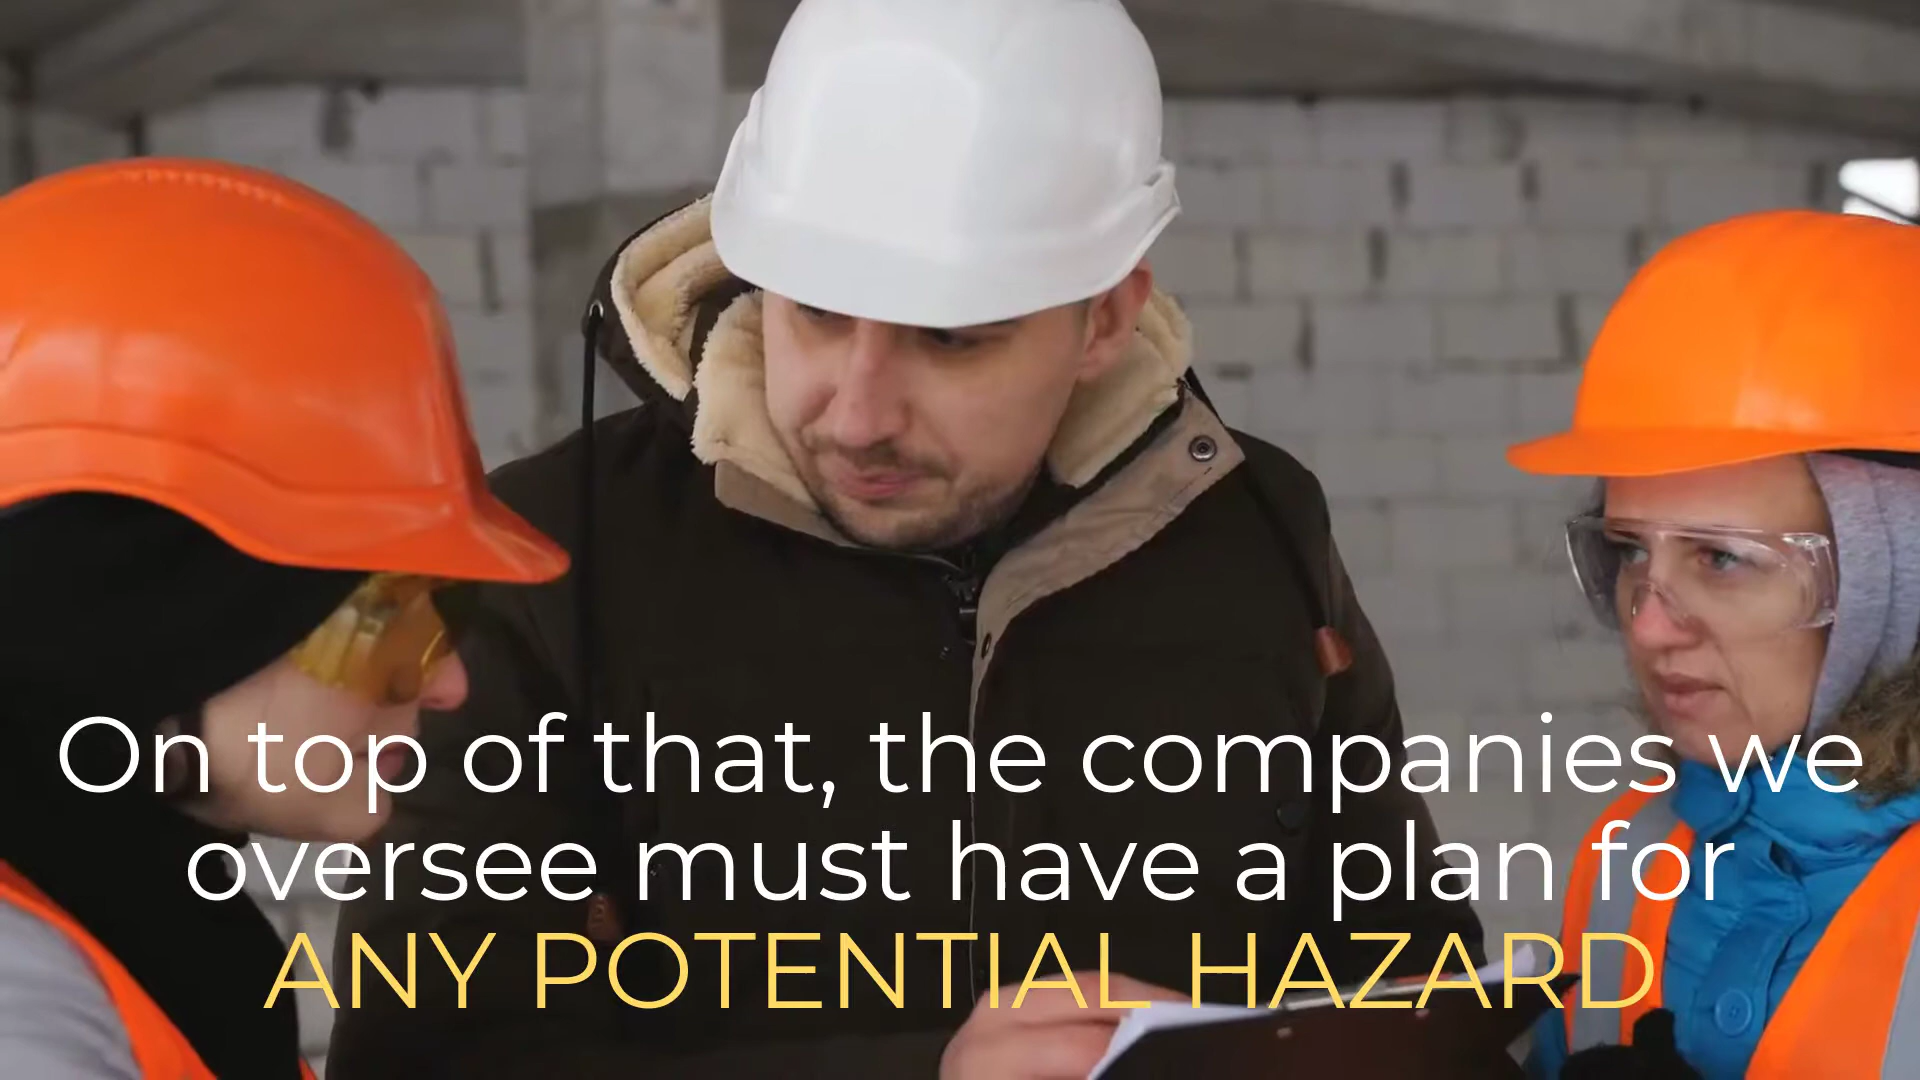 On top of that, the companies we
oversee must have a plan for
ANY POTENTIAL HAZARD